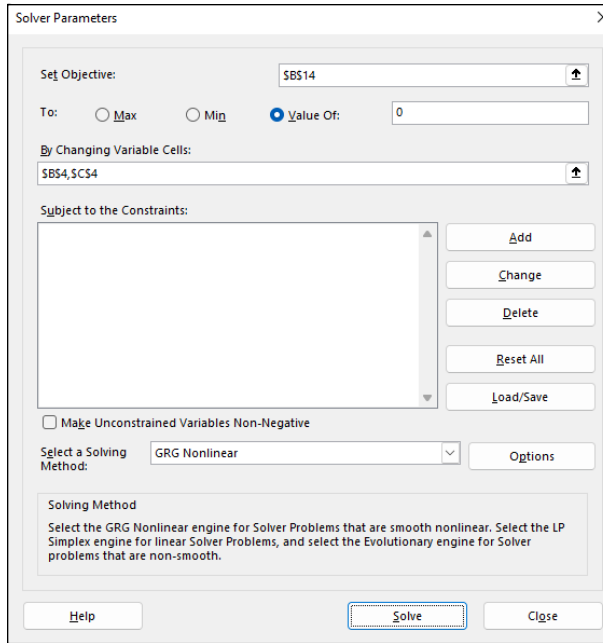 Solver Parameters
Set Objective:
$B$14
To:
Max
Min
Value Of:
0
By Changing Variable Cells:
$B$4,$C$4
Subject to the Constraints:
Add
Change
Delete
Reset All
Load/Save
Make Unconstrained Variables Non-Negative
Select a Solving
Method:
GRG Nonlinear
Options
Solving Method
Select the GRG Nonlinear engine for Solver Problems that are smooth nonlinear. Select the LP
Simplex engine for linear Solver Problems, and select the Evolutionary engine for Solver
problems that are non-smooth.
Help
Solve
Close